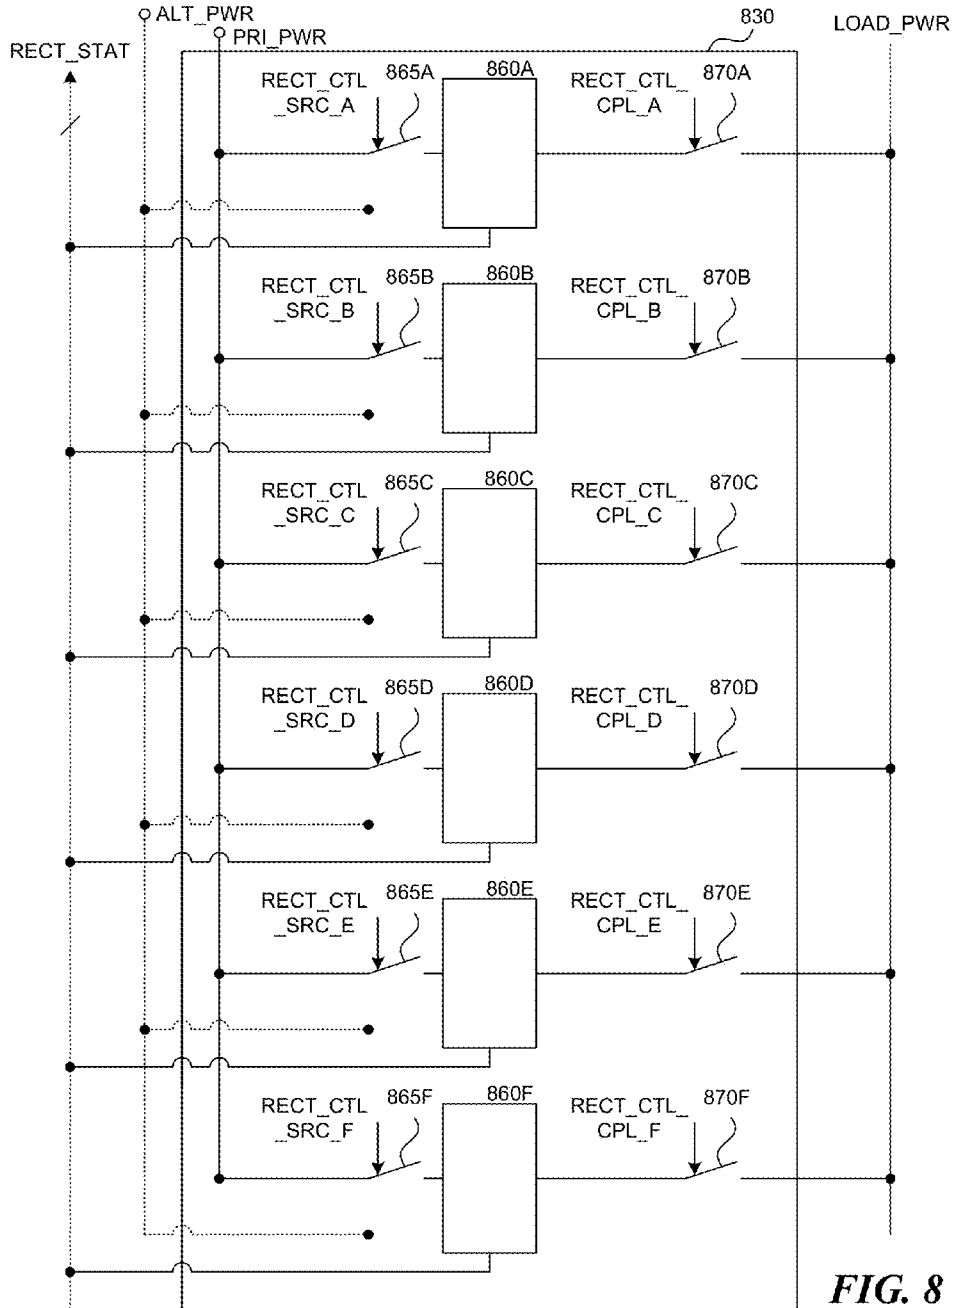 ALT_PWR
PRI_PWR
RECT_STAT
830
LOAD_PWR
RECT_CTL
_SRC_A
865A
860A
RECT_CTL_
CPL_A
870A
RECT_CTL
_SRC_B
865B
860B
RECT_CTL_
CPL_B
870B
RECT_CTL
_SRC_C
865C
860C
RECT_CTL_
CPL_C
870C
RECT_CTL
_SRC_D
865D
860D
RECT_CTL_
CPL_D
870D
RECT_CTL
_SRC_E
865E
860E
RECT_CTL_
CPL_E
870E
RECT_CTL
_SRC_F
865F
860F
RECT_CTL_
CPL_F
870F
FIG. 8